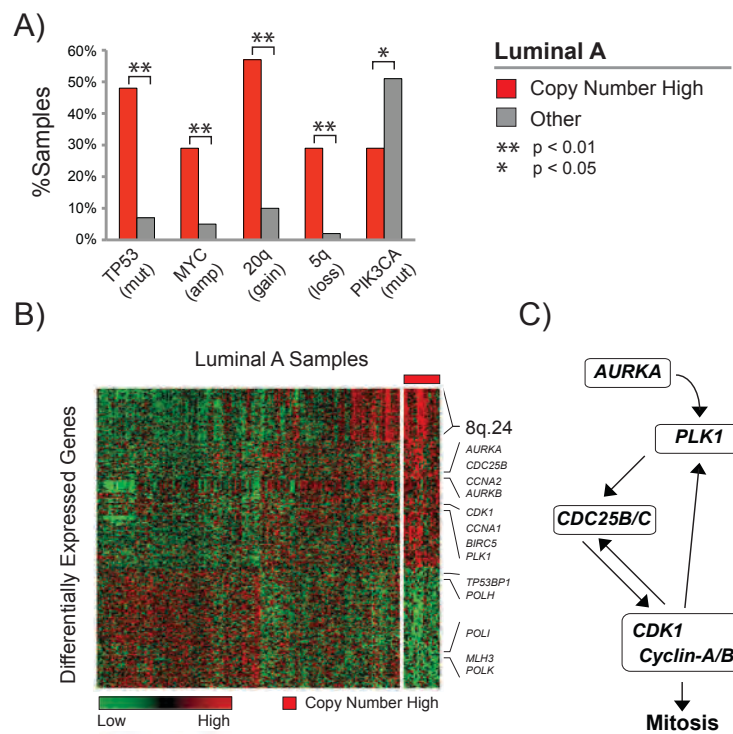 A)
60%
50%
40%
30%
20%
10%
0%
%Samples
**
**
**
**
*
TP53
(mut)
MYC
(amp)
20q
(gain)
5q
(loss)
PIK3CA
(mut)
Luminal A
Copy Number High
Other
** p < 0.01
* p < 0.05
B)
Luminal A Samples
Differentially Expressed Genes
8q.24
AURKA
CDC25B
CCNA2
AURKB
CDK1
CCNA1
BIRC5
PLK1
TP53BP1
POLH
POLI
MLH3
POLK
Low High
Copy Number High
C)
AURKA
PLK1
CDC25B/C
CDK1
Cyclin-A/B
Mitosis